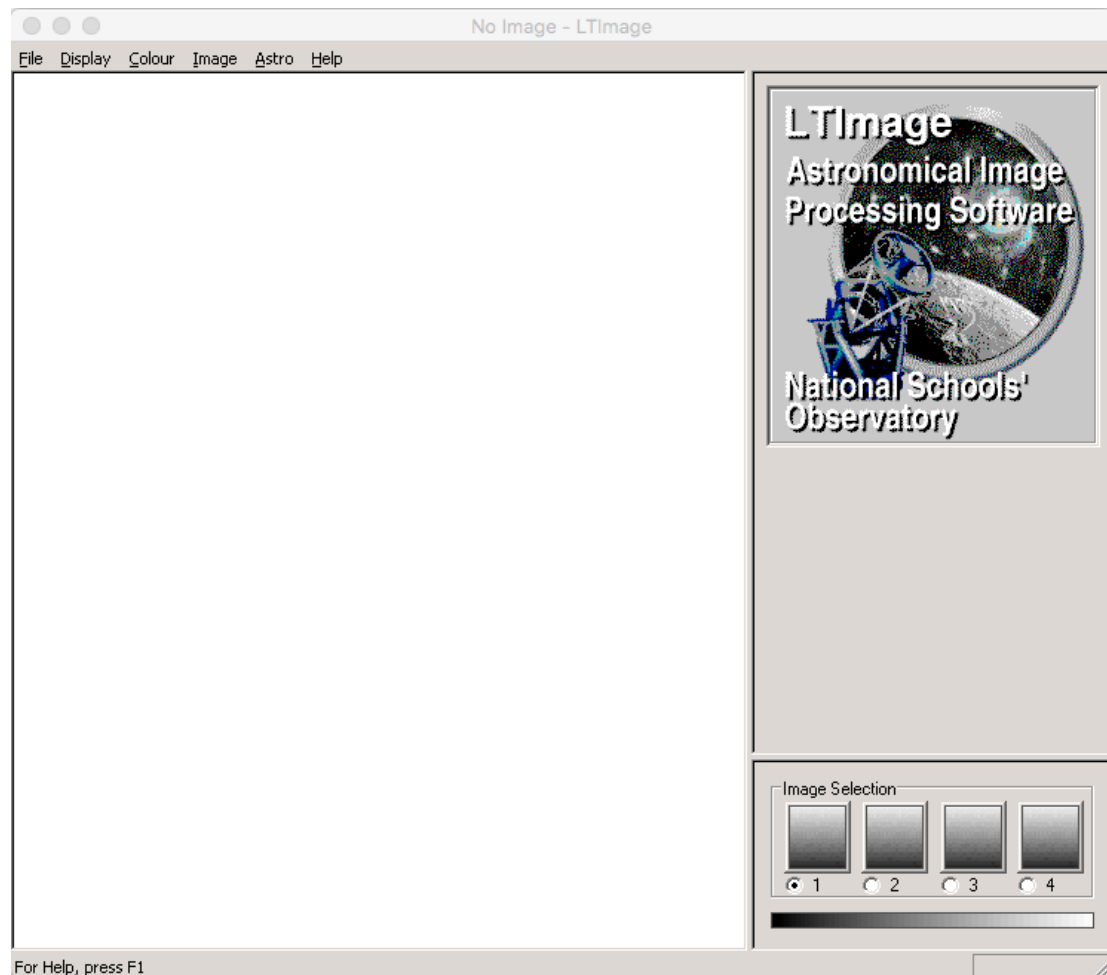 No Image - LTImage
File Display Colour Image Astro Help
LTImage
Astronomical Image
Processing Software
National Schools'
Observatory
Image Selection
1 2 3 4
For Help, press F1